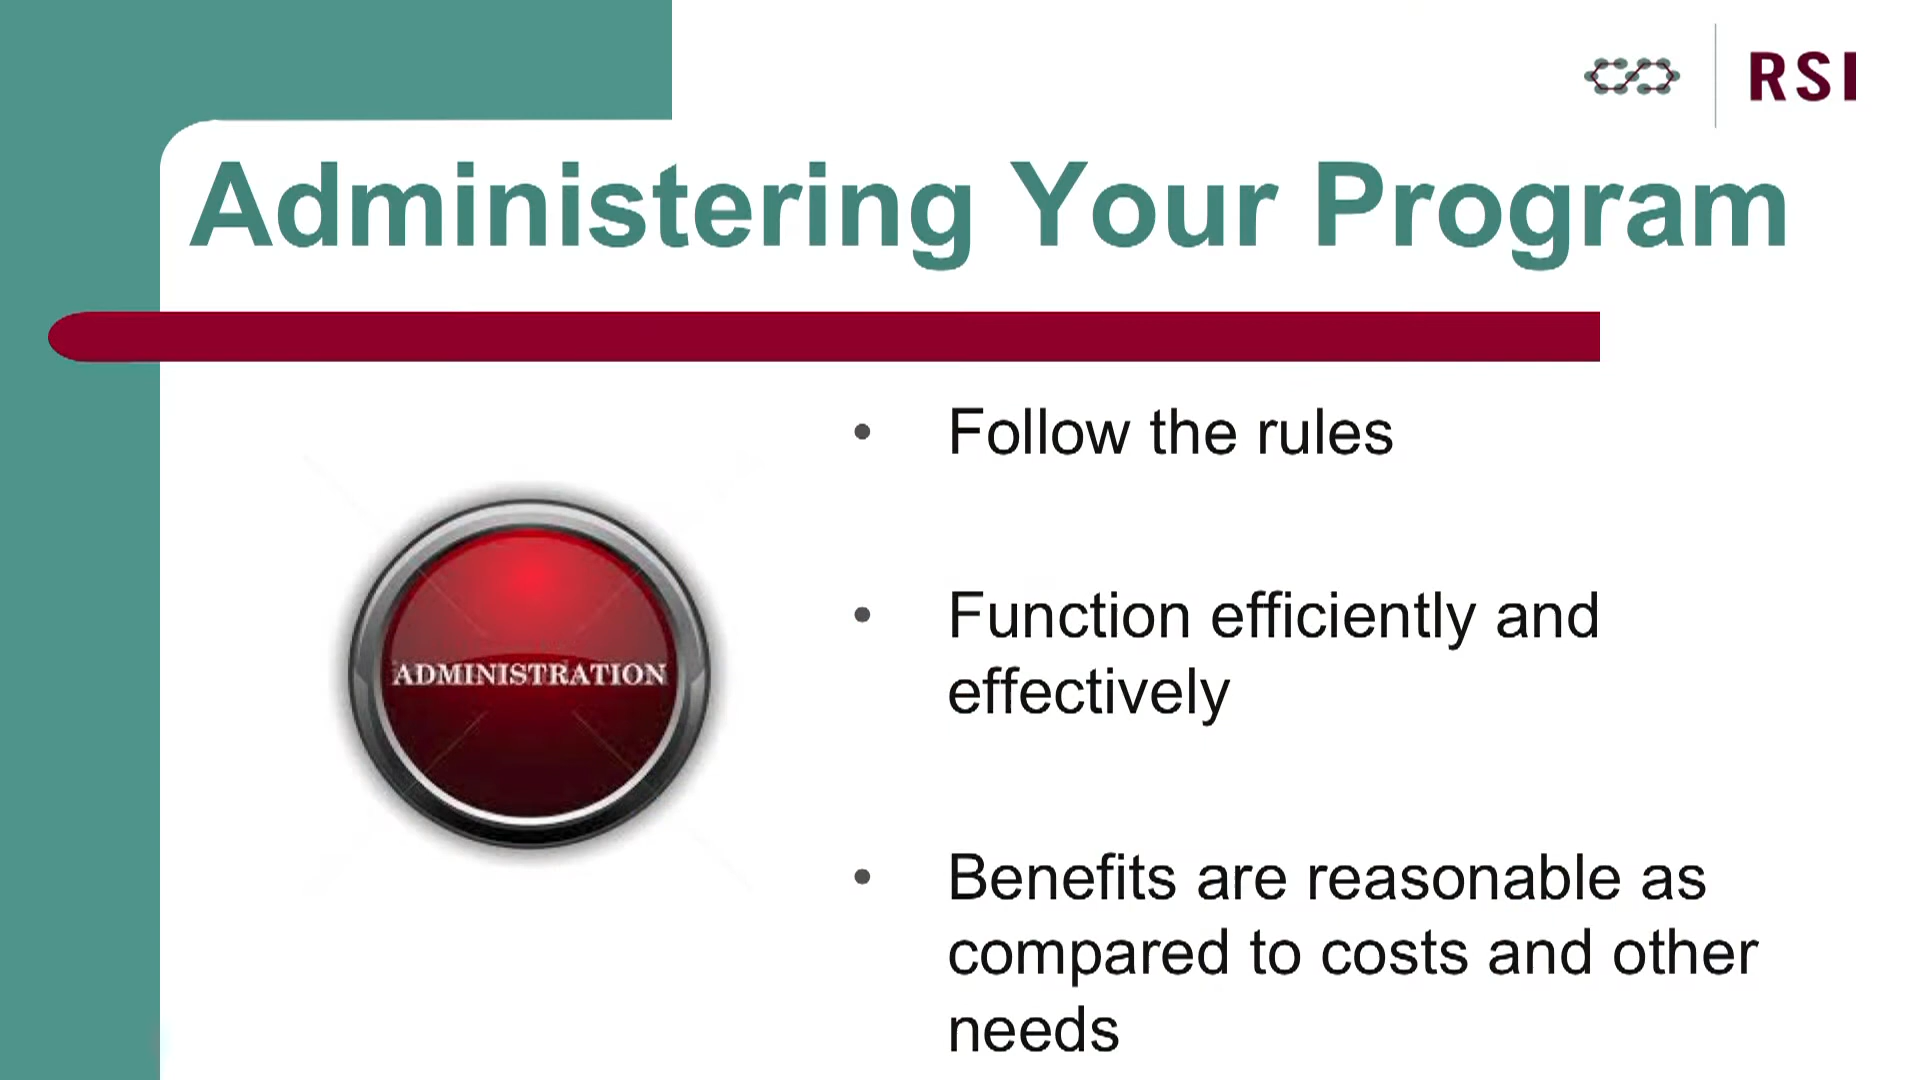 RSI
Administering Your Program
ADMINISTRATION
• Follow the rules
• Function efficiently and
effectively
• Benefits are reasonable as
compared to costs and other
needs